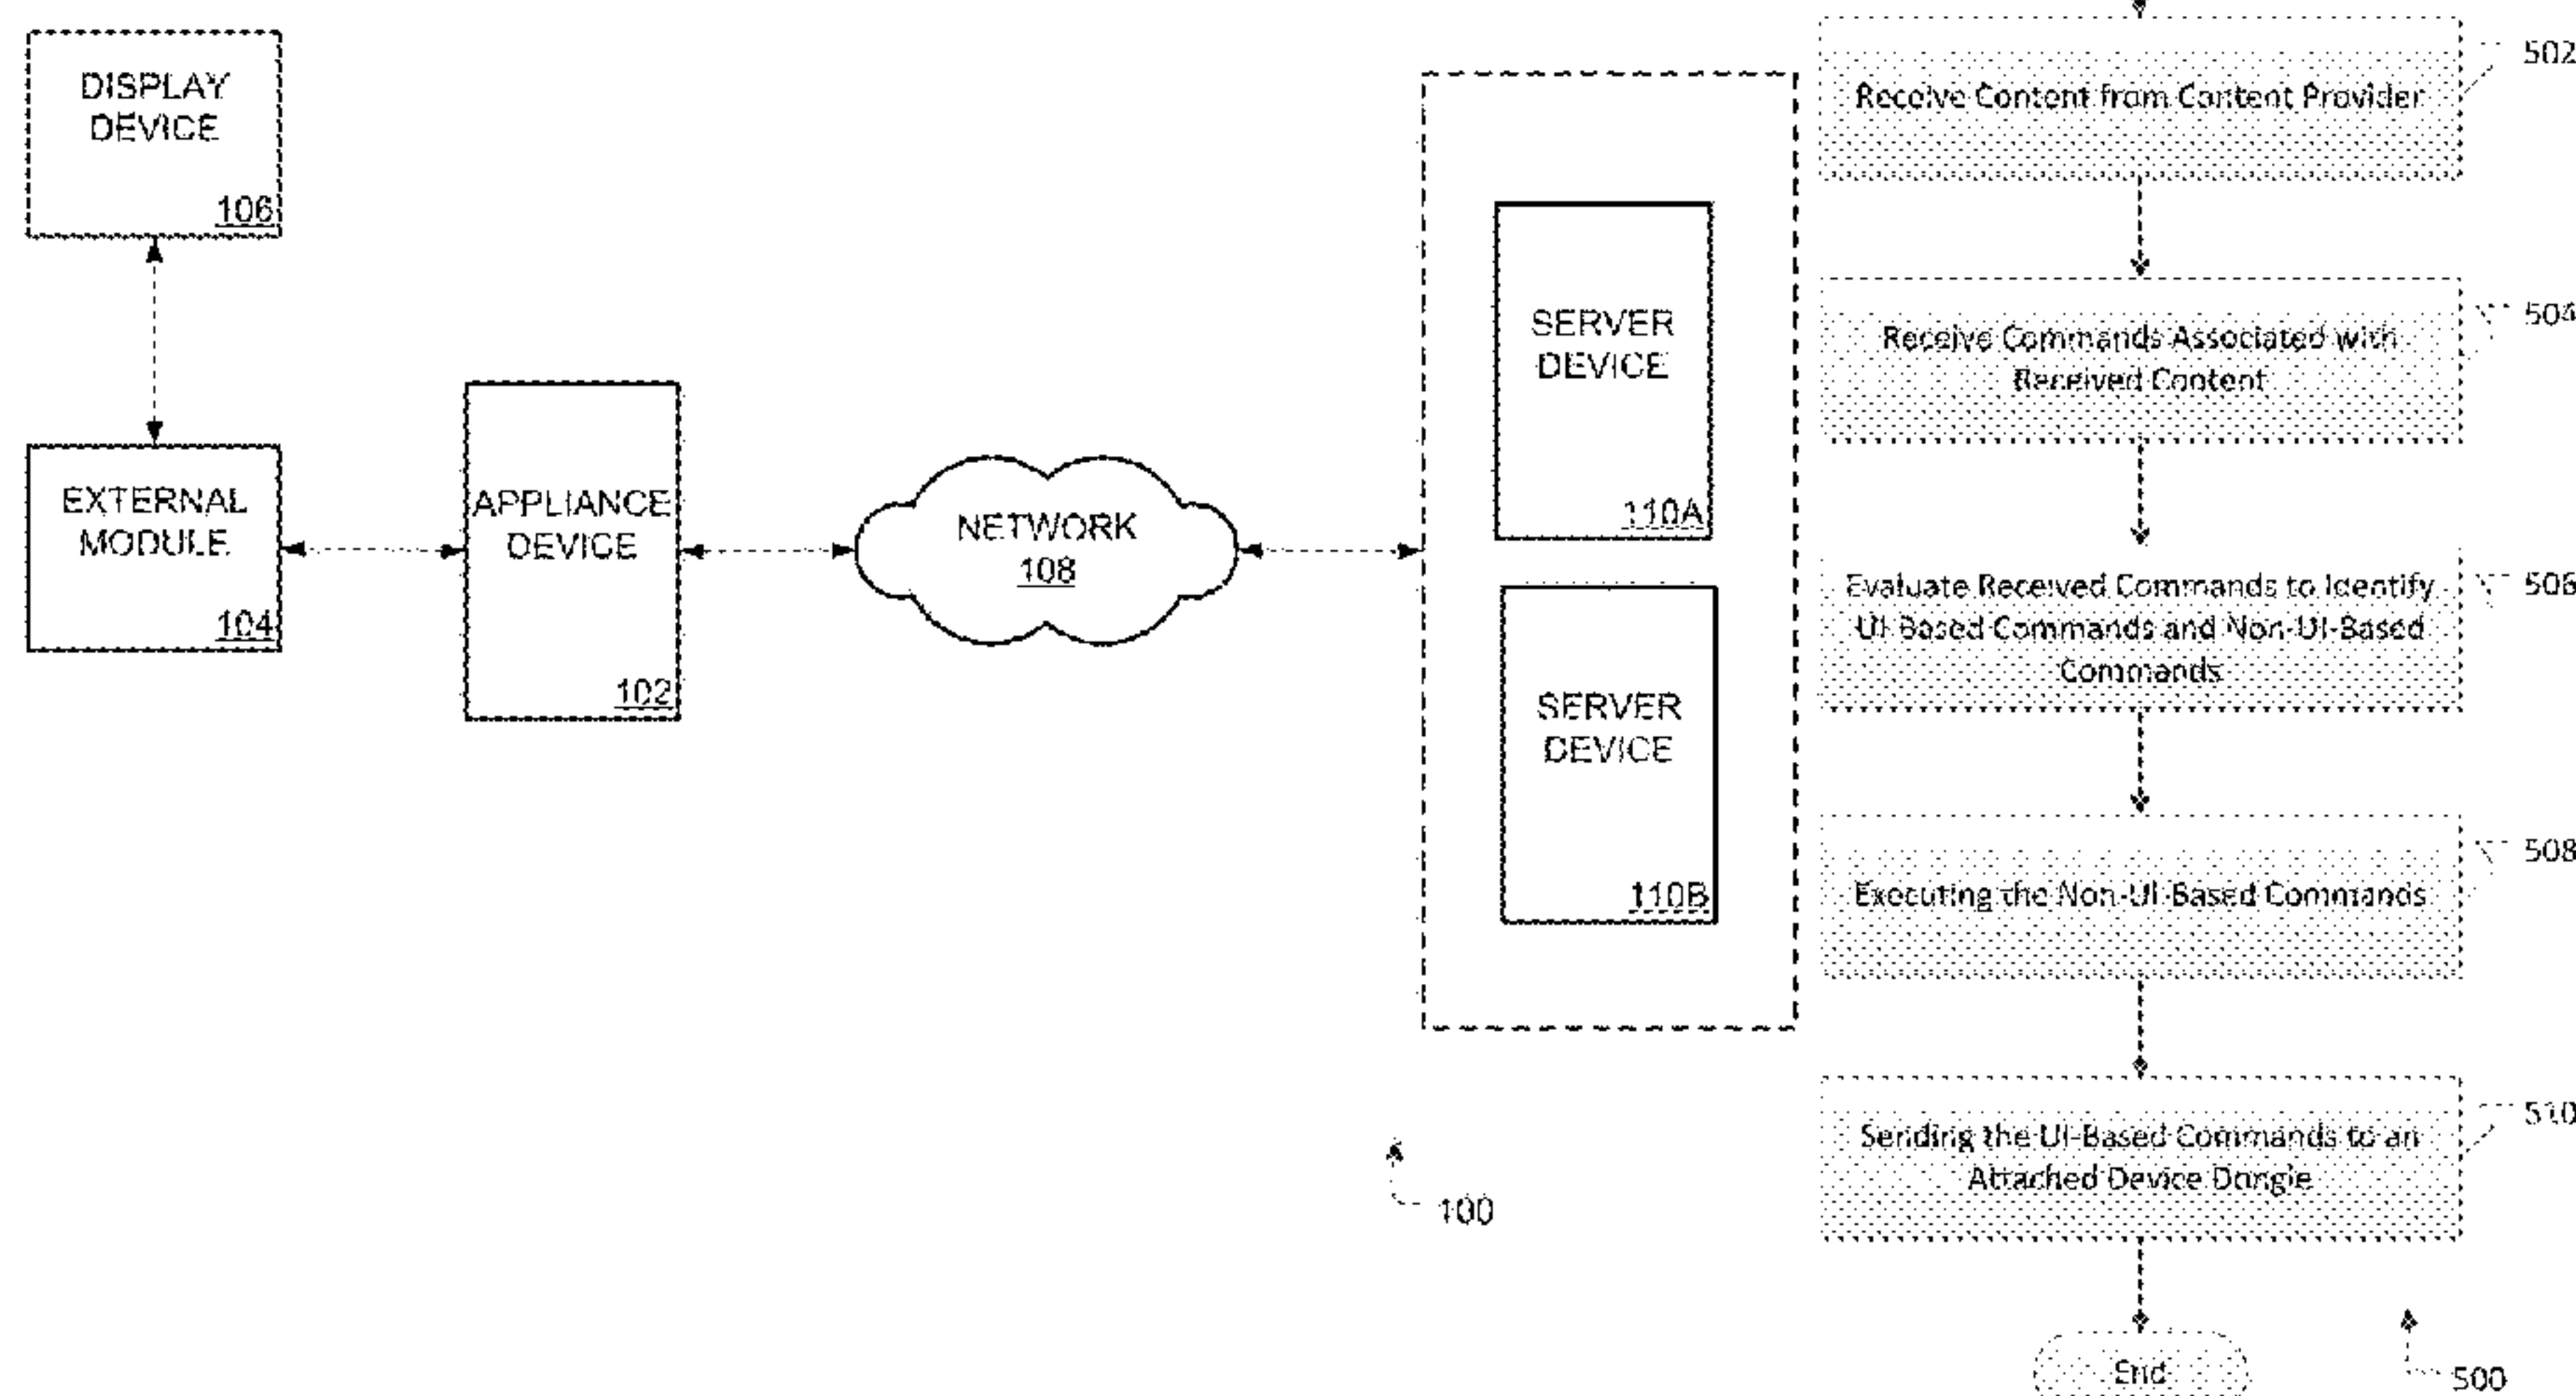 DISPLAY
DEVICE
106
EXTERNAL
MODULE
104
APPLIANCE
DEVICE
102
NETWORK
108
SERVER
DEVICE
110A
SERVER
DEVICE
110B
100
Receive Content from Content Provider
502
Receive Commands Associated with
Received Content
504
Evaluate Received Commands to Identify
UI-Based Commands and Non-UI-Based
Commands
506
Executing the Non-UI-Based Commands
508
Sending the UI-Based Commands to an
Attached Device Dongle
510
End
500